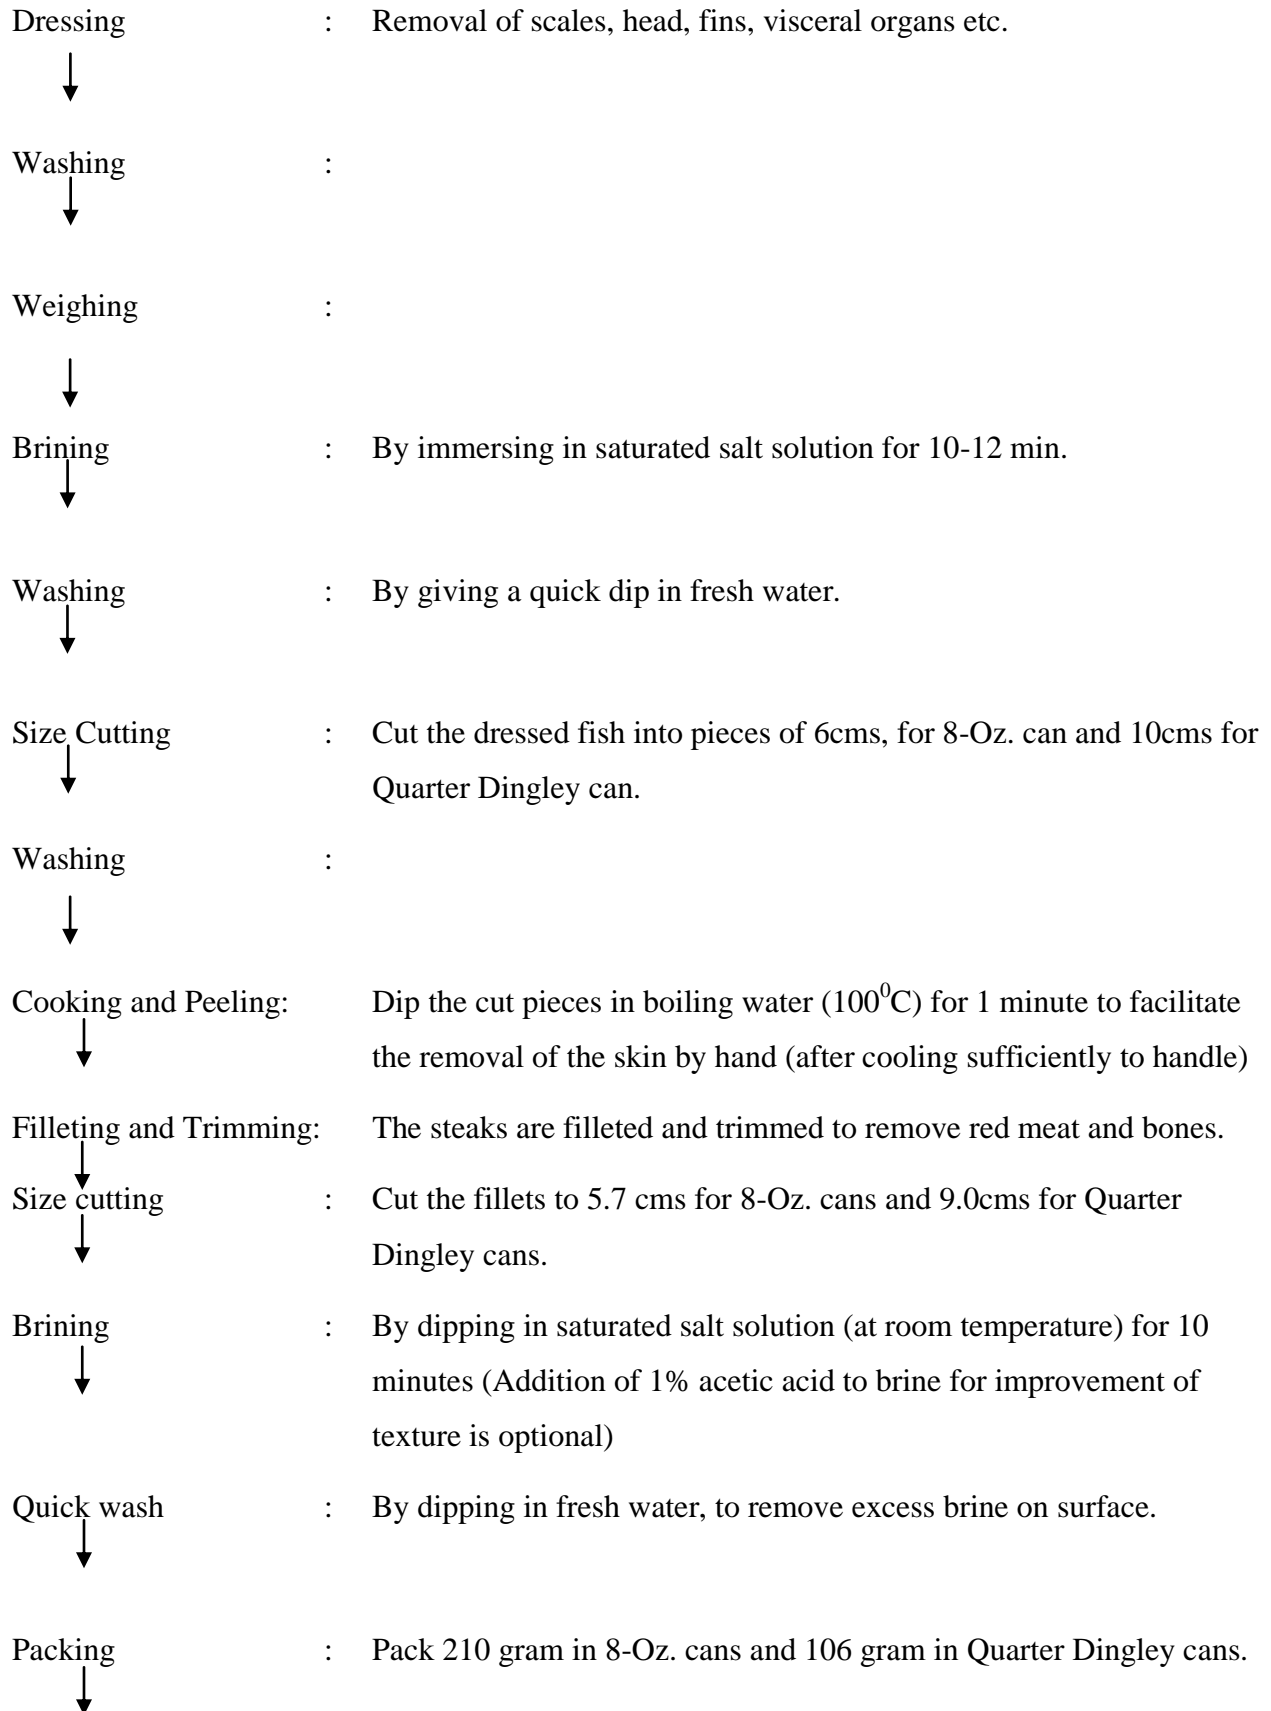 Dressing : Removal of scales, head, fins, visceral organs etc.
Washing :
Weighing :
Brining : By immersing in saturated salt solution for 10-12 min.
Washing : By giving a quick dip in fresh water.
Size Cutting : Cut the dressed fish into pieces of 6cms, for 8-Oz. can and 10cms for
Quarter Dingley can.
Washing :
Cooking and Peeling: Dip the cut pieces in boiling water (100⁰C) for 1 minute to facilitate
the removal of the skin by hand (after cooling sufficiently to handle)
Filleting and Trimming: The steaks are filleted and trimmed to remove red meat and bones.
Size cutting : Cut the fillets to 5.7 cms for 8-Oz. cans and 9.0cms for Quarter
Dingley cans.
Brining : By dipping in saturated salt solution (at room temperature) for 10
minutes (Addition of 1% acetic acid to brine for improvement of
texture is optional)
Quick wash : By dipping in fresh water, to remove excess brine on surface.
Packing : Pack 210 gram in 8-Oz. cans and 106 gram in Quarter Dingley cans.